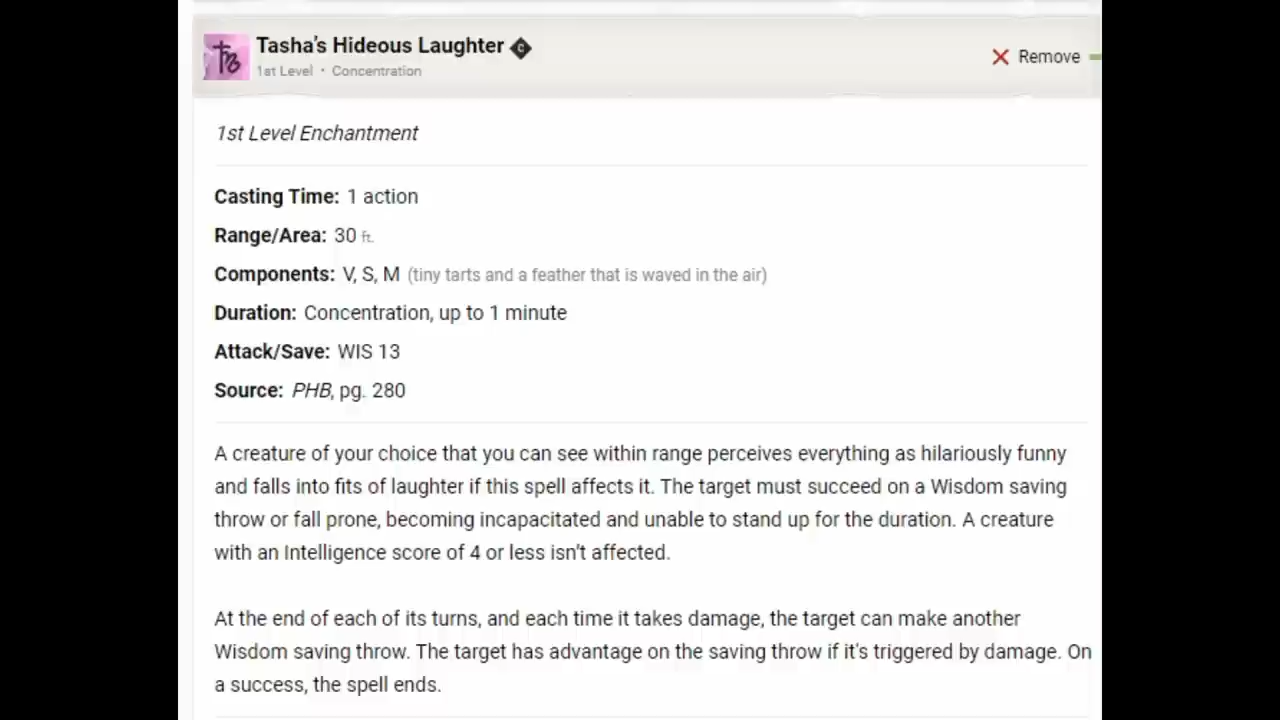 Tasha's Hideous Laughter C
1st Level • Concentration
Remove
1st Level Enchantment
Casting Time: 1 action
Range/Area: 30 ft.
Components: V, S, M (tiny tarts and a feather that is waved in the air)
Duration: Concentration, up to 1 minute
Attack/Save: WIS 13
Source: PHB, pg. 280
A creature of your choice that you can see within range perceives everything as hilariously funny
and falls into fits of laughter if this spell affects it. The target must succeed on a Wisdom saving
throw or fall prone, becoming incapacitated and unable to stand up for the duration. A creature
with an Intelligence score of 4 or less isn't affected.
At the end of each of its turns, and each time it takes damage, the target can make another
Wisdom saving throw. The target has advantage on the saving throw if it's triggered by damage. On
a success, the spell ends.